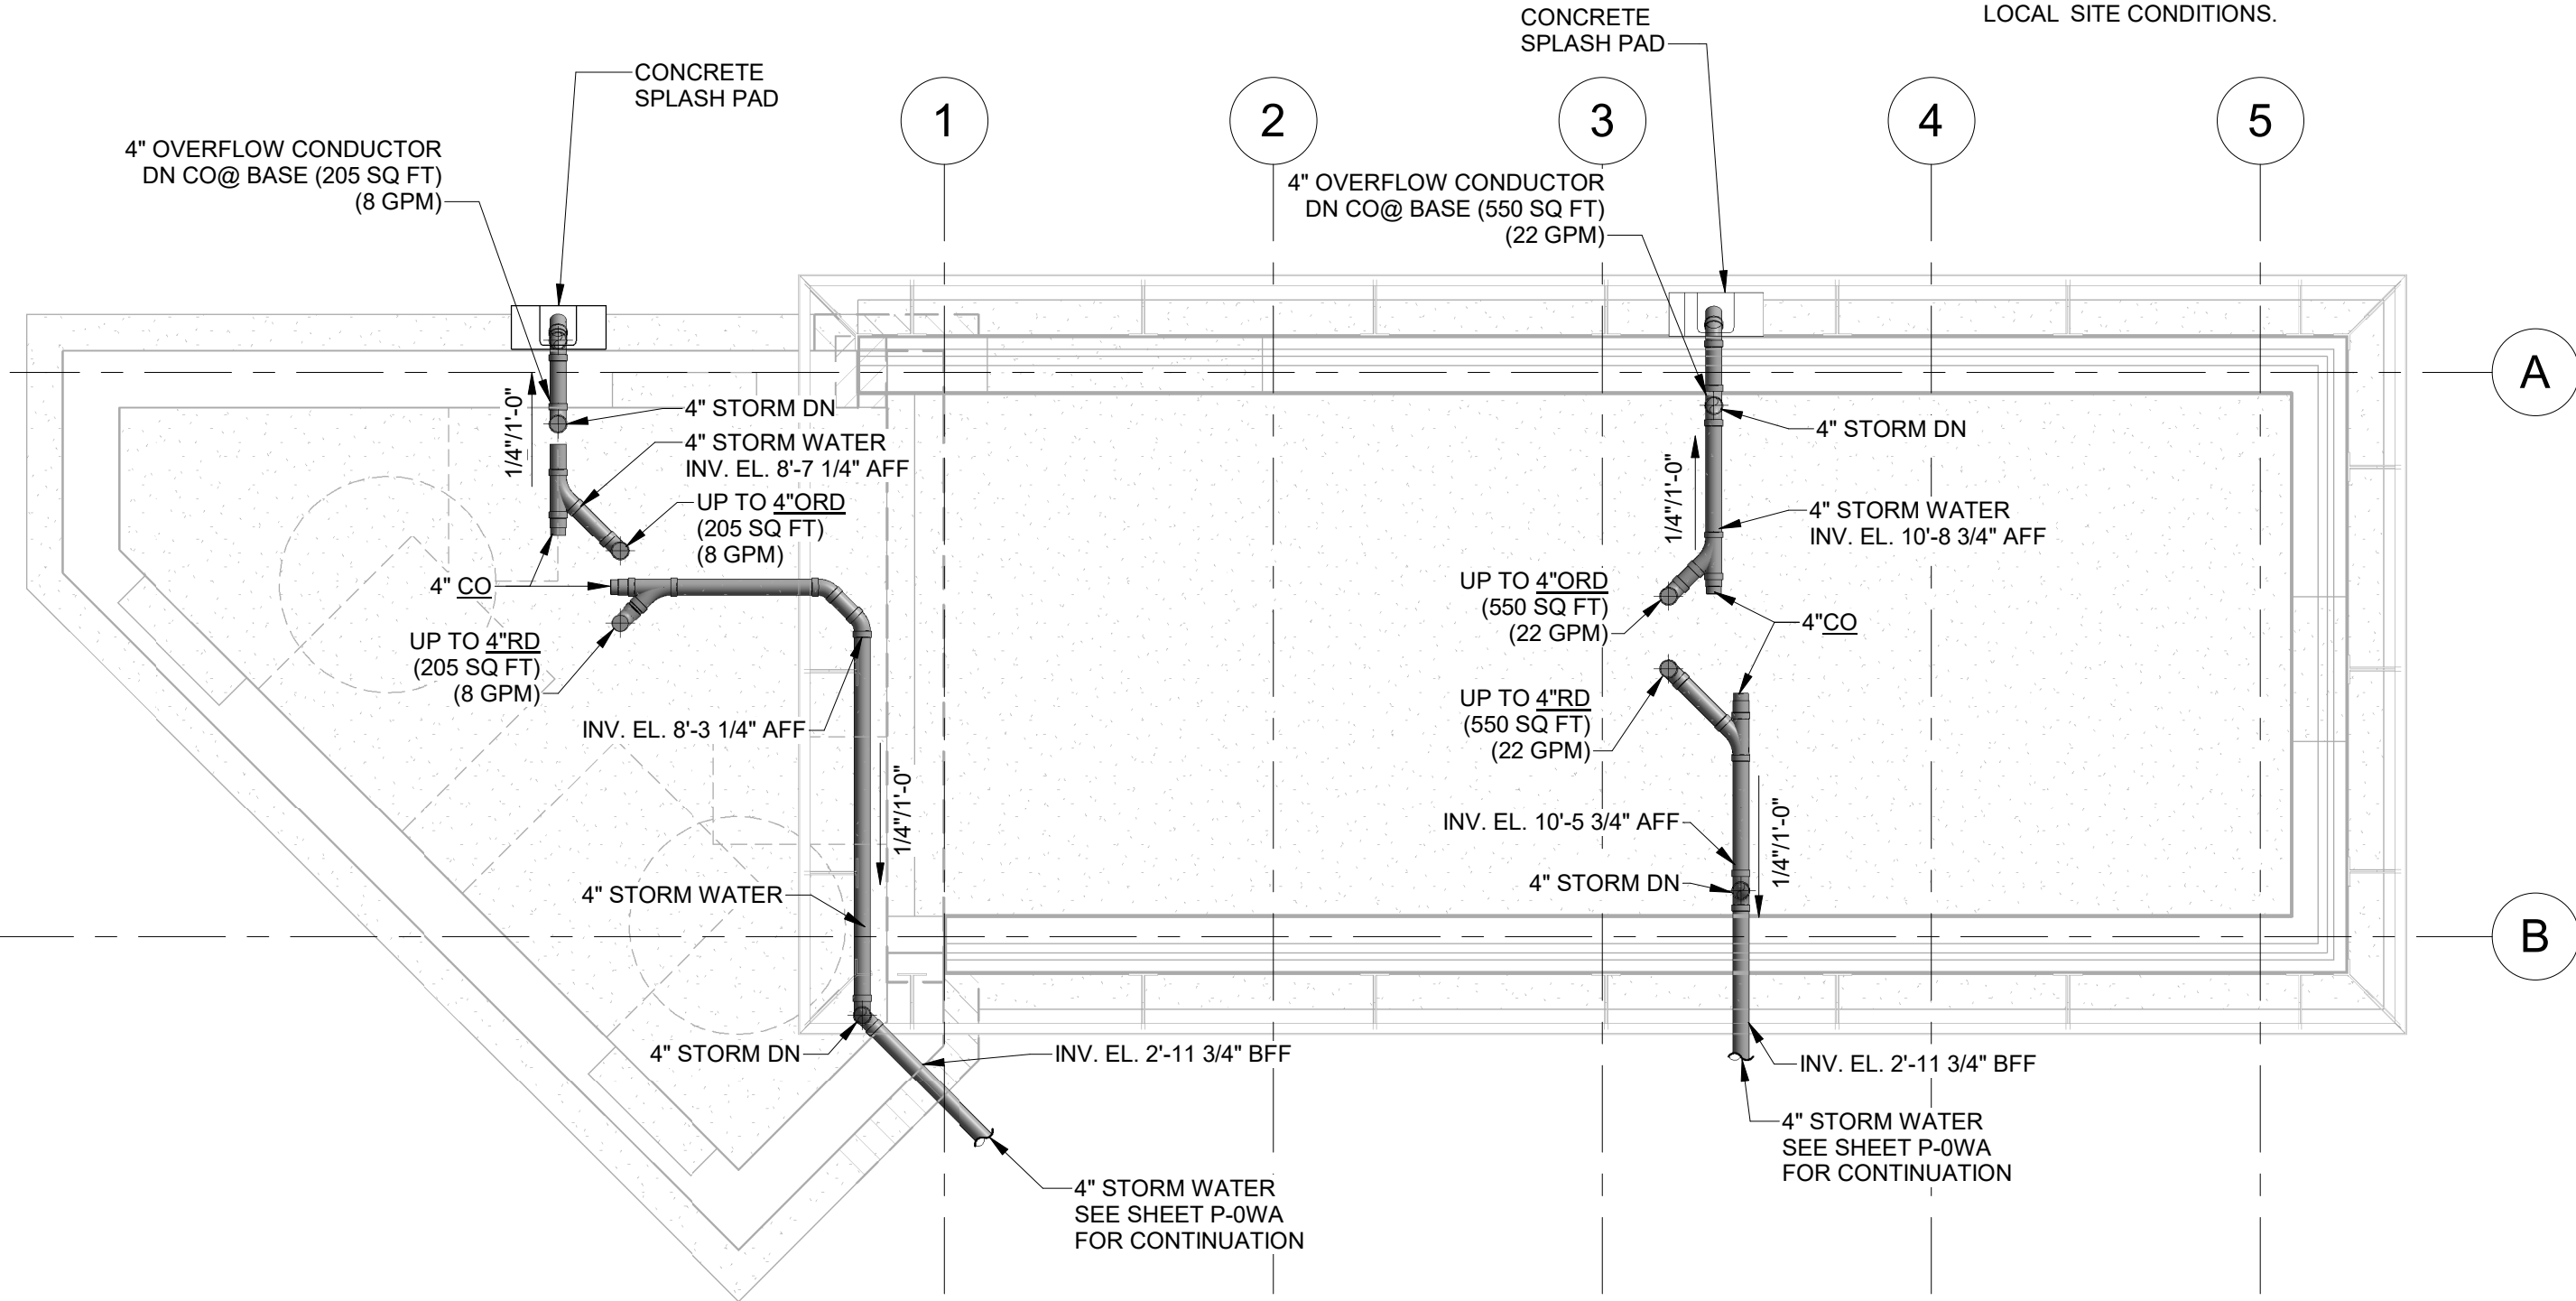 LOCAL SITE CONDITIONS.
CONCRETE
SPLASH PAD
CONCRETE
SPLASH PAD
1
2
3
4
5
4" OVERFLOW CONDUCTOR
DN CO@ BASE (205 SQ FT)
(8 GPM)
4" OVERFLOW CONDUCTOR
DN CO@ BASE (550 SQ FT)
(22 GPM)
A
1/4"/1'-0"
4" STORM DN
4" STORM WATER
INV. EL. 8'-7 1/4" AFF
UP TO 4"ORD
(205 SQ FT)
(8 GPM)
4" CO
UP TO 4"RD
(205 SQ FT)
(8 GPM)
INV. EL. 8'-3 1/4" AFF
1/4"/1'-0"
4" STORM WATER
4" STORM DN
INV. EL. 2'-11 3/4" BFF
4" STORM WATER
SEE SHEET P-0WA
FOR CONTINUATION
4" STORM DN
1/4"/1'-0"
4" STORM WATER
INV. EL. 10'-8 3/4" AFF
UP TO 4"ORD
(550 SQ FT)
(22 GPM)
4"CO
UP TO 4"RD
(550 SQ FT)
(22 GPM)
INV. EL. 10'-5 3/4" AFF
1/4"/1'-0"
4" STORM DN
B
INV. EL. 2'-11 3/4" BFF
4" STORM WATER
SEE SHEET P-0WA
FOR CONTINUATION